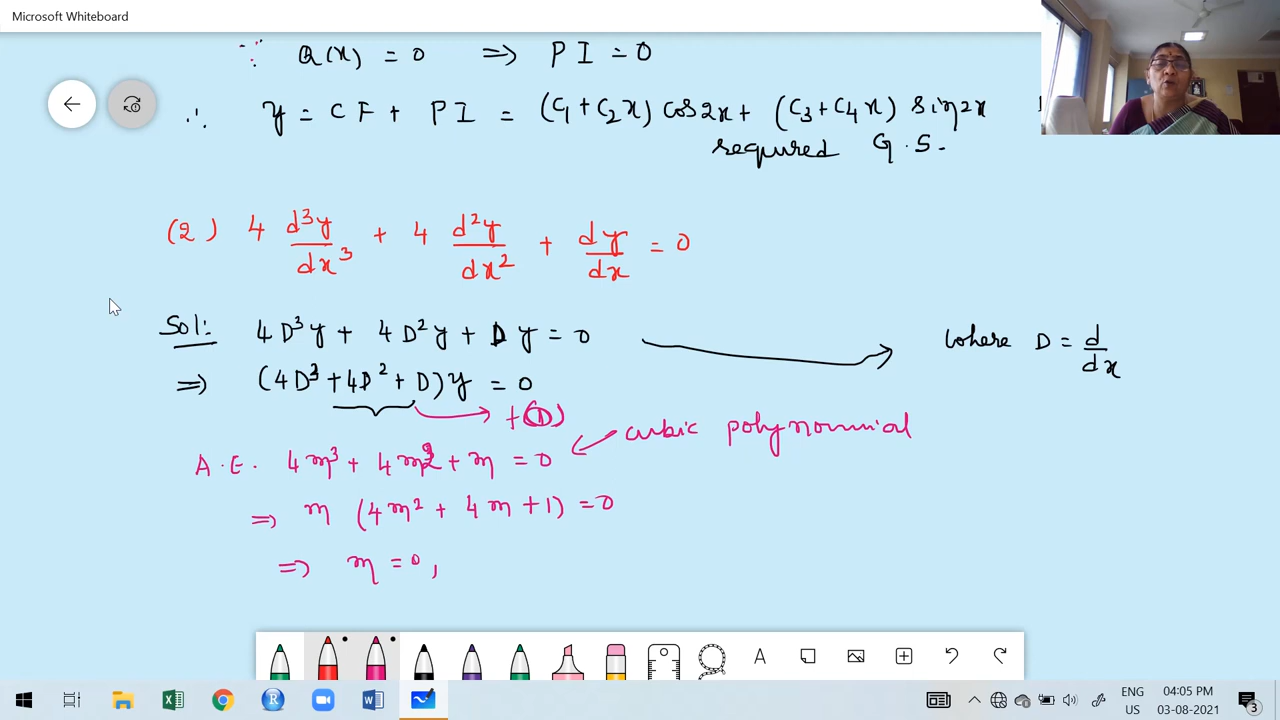 Microsoft Whiteboard
∵ Q(x) = 0 ⇒ PI = 0
∴ y = CF + PI = (C1+C2x) cos2x + (C3+C4x) sin2x
requred G.S.
(2) 4 d³y/dx³ + 4 d²y/dx² + dy/dx = 0
Sol: 4D³y + 4D²y + Dy = 0 → where D = d/dx
⇒ (4D³ + 4D² + D)y = 0
f(D)
cubic polynomial
A.E. 4m³ + 4m² + m = 0
⇒ m (4m² + 4m + 1) = 0
⇒ m = 0,
A
ENG 04:05 PM
US 03-08-2021 3